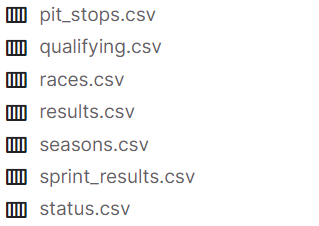 pit_stops.csv
qualifying.csv
races.csv
results.csv
seasons.csv
sprint_results.csv
status.csv